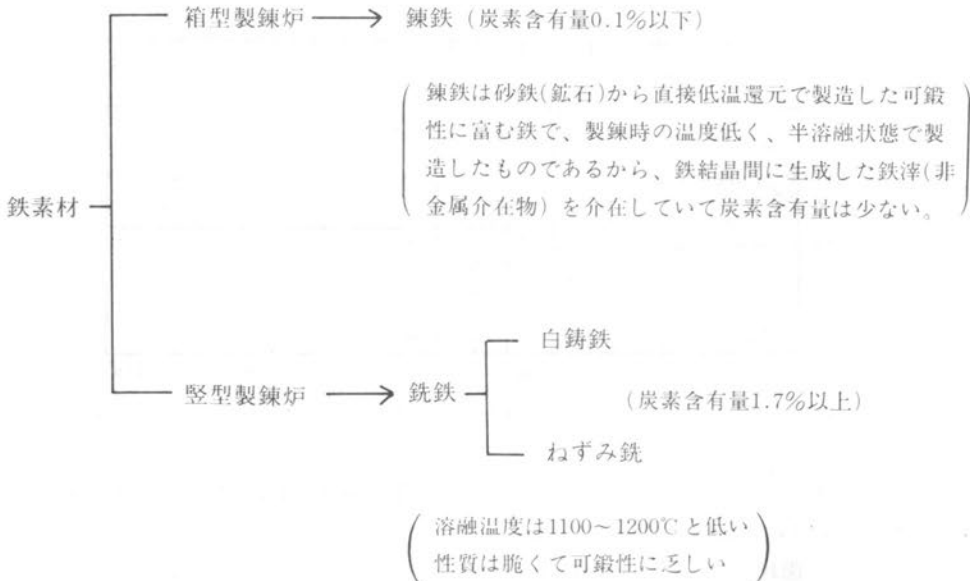 箱型製錬炉 錬鉄（炭素含有量0.1%以下）
錬鉄は砂鉄(鉱石)から直接低温還元で製造した可鍛
性に富む鉄で、製錬時の温度低く、半溶融状態で製
造したものであるから、鉄結晶間に生成した鉄滓(非
金属介在物）を介在していて炭素含有量は少ない。
鉄素材
白鋳鉄
竪型製錬炉 銑鉄
（炭素含有量1.7%以上）
ねずみ銑
溶融温度は1100～1200℃と低い
性質は脆くて可鍛性に乏しい